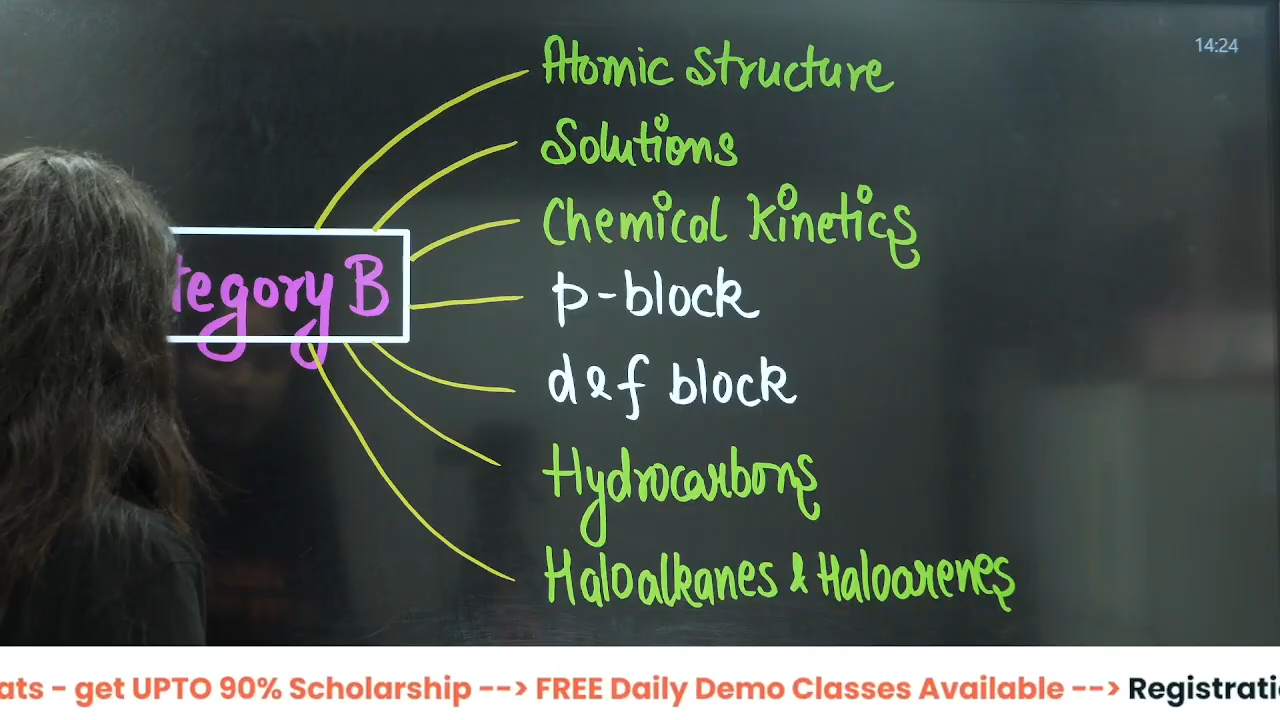 14:24
Atomic Structure
Solutions
Chemical Kinetics
tegory B
p-block
d & f block
Hydrocarbons
Haloalkanes & Haloarenes
ats - get UPTO 90% Scholarship --> FREE Daily Demo Classes Available --> Registrati